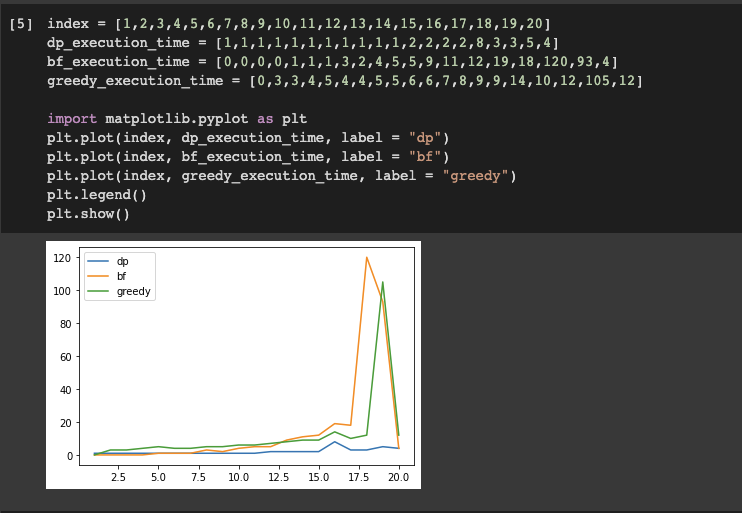 [5] index = [1,2,3,4,5,6,7,8,9,10,11,12,13,14,15,16,17,18,19,20]
dp_execution_time = [1,1,1,1,1,1,1,1,1,1,1,2,2,2,2,8,3,3,5,4]
bf_execution_time = [0,0,0,0,1,1,1,3,2,4,5,5,9,11,12,19,18,120,93,4]
greedy_execution_time = [0,3,3,4,5,4,4,5,5,6,6,7,8,9,9,14,10,12,105,12]
import matplotlib.pyplot as plt
plt.plot(index, dp_execution_time, label = "dp")
plt.plot(index, bf_execution_time, label = "bf")
plt.plot(index, greedy_execution_time, label = "greedy")
plt.legend()
plt.show()
dp
bf
greedy
120
100
80
60
40
20
0
2.5 5.0 7.5 10.0 12.5 15.0 17.5 20.0